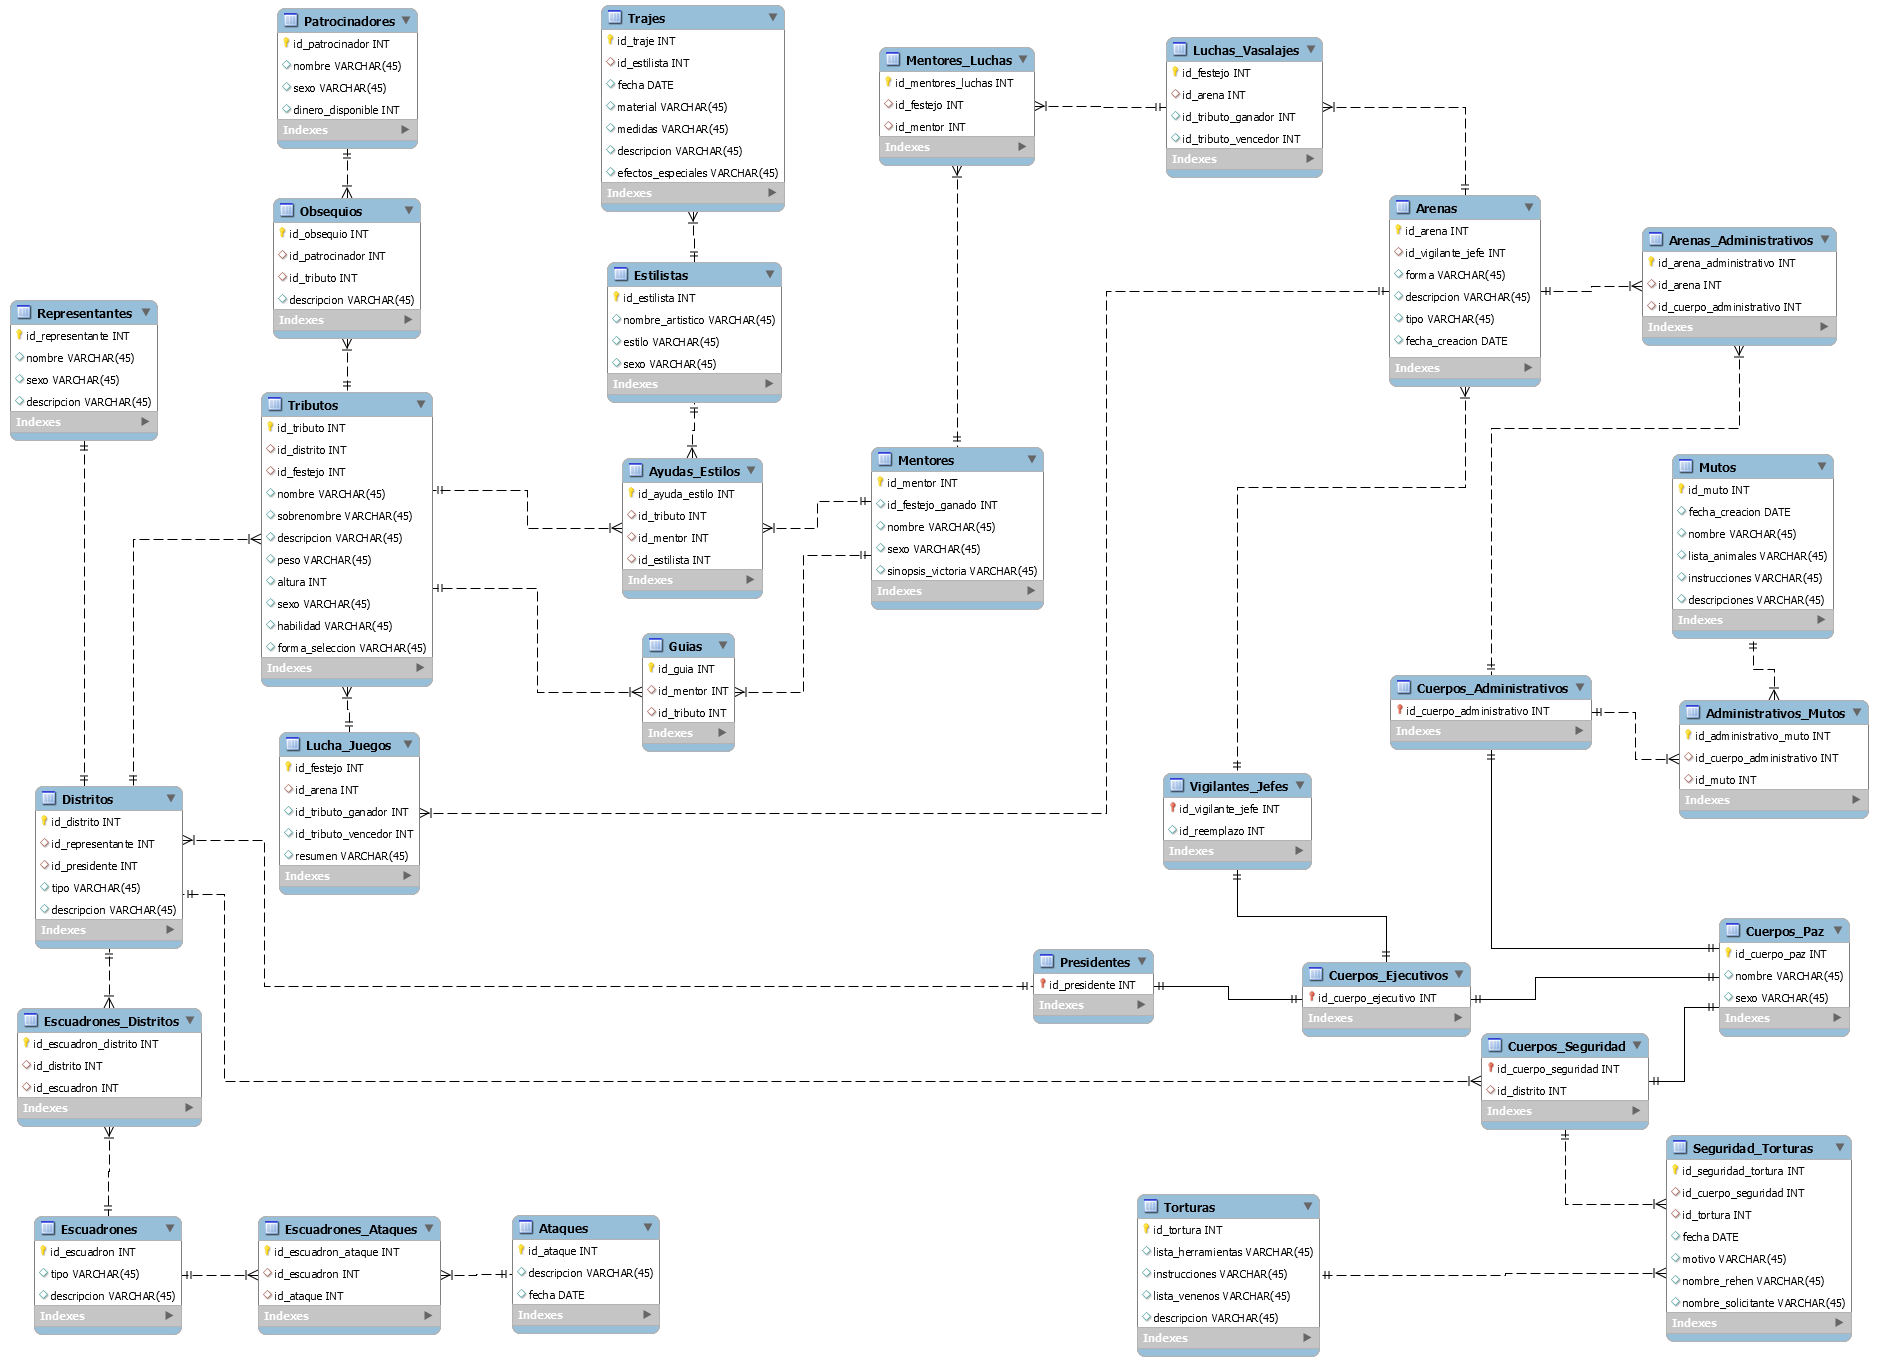 Patrocinadores
id_patrocinador INT
nombre VARCHAR(45)
sexo VARCHAR(45)
dinero_disponible INT
Indexes
Trajes
id_traje INT
id_estilista INT
fecha DATE
material VARCHAR(45)
medidas VARCHAR(45)
descripcion VARCHAR(45)
efectos_especiales VARCHAR(45)
Indexes
Mentores_Luchas
id_mentores_luchas INT
id_festejo INT
id_mentor INT
Indexes
Luchas_Vasalajes
id_festejo INT
id_arena INT
id_tributo_ganador INT
id_tributo_vencedor INT
Indexes
Obsequios
id_obsequio INT
id_patrocinador INT
id_tributo INT
descripcion VARCHAR(45)
Indexes
Estilistas
id_estilista INT
nombre_artistico VARCHAR(45)
estilo VARCHAR(45)
sexo VARCHAR(45)
Indexes
Arenas
id_arena INT
id_vigilante_jefe INT
forma VARCHAR(45)
descripcion VARCHAR(45)
tipo VARCHAR(45)
fecha_creacion DATE
Indexes
Arenas_Administrativos
id_arena_administrativo INT
id_arena INT
id_cuerpo_administrativo INT
Indexes
Representantes
id_representante INT
nombre VARCHAR(45)
sexo VARCHAR(45)
descripcion VARCHAR(45)
Indexes
Tributos
id_tributo INT
id_distrito INT
id_festejo INT
nombre VARCHAR(45)
sobrenombre VARCHAR(45)
descripcion VARCHAR(45)
peso VARCHAR(45)
altura INT
sexo VARCHAR(45)
habilidad VARCHAR(45)
forma_seleccion VARCHAR(45)
Indexes
Ayudas_Estilos
id_ayuda_estilo INT
id_tributo INT
id_mentor INT
id_estilista INT
Indexes
Mentores
id_mentor INT
id_festejo_ganado INT
nombre VARCHAR(45)
sexo VARCHAR(45)
sinopsis_victoria VARCHAR(45)
Indexes
Mutos
id_muto INT
fecha_creacion DATE
nombre VARCHAR(45)
lista_animales VARCHAR(45)
instrucciones VARCHAR(45)
descripciones VARCHAR(45)
Indexes
Guias
id_guia INT
id_mentor INT
id_tributo INT
Indexes
Cuerpos_Administrativos
id_cuerpo_administrativo INT
Indexes
Administrativos_Mutos
id_administrativo_muto INT
id_cuerpo_administrativo INT
id_muto INT
Indexes
Lucha_Juegos
id_festejo INT
id_arena INT
id_tributo_ganador INT
id_tributo_vencedor INT
resumen VARCHAR(45)
Indexes
Vigilantes_Jefes
id_vigilante_jefe INT
id_reemplazo INT
Indexes
Distritos
id_distrito INT
id_representante INT
id_presidente INT
tipo VARCHAR(45)
descripcion VARCHAR(45)
Indexes
Presidentes
id_presidente INT
Indexes
Cuerpos_Ejecutivos
id_cuerpo_ejecutivo INT
Indexes
Cuerpos_Paz
id_cuerpo_paz INT
nombre VARCHAR(45)
sexo VARCHAR(45)
Indexes
Escuadrones_Distritos
id_escuadron_distrito INT
id_distrito INT
id_escuadron INT
Indexes
Cuerpos_Seguridad
id_cuerpo_seguridad INT
id_distrito INT
Indexes
Seguridad_Torturas
id_seguridad_tortura INT
id_cuerpo_seguridad INT
id_tortura INT
fecha DATE
motivo VARCHAR(45)
nombre_rehen VARCHAR(45)
nombre_solicitante VARCHAR(45)
Indexes
Escuadrones
id_escuadron INT
tipo VARCHAR(45)
descripcion VARCHAR(45)
Indexes
Escuadrones_Ataques
id_escuadron_ataque INT
id_escuadron INT
id_ataque INT
Indexes
Ataques
id_ataque INT
descripcion VARCHAR(45)
fecha DATE
Indexes
Torturas
id_tortura INT
lista_herramientas VARCHAR(45)
instrucciones VARCHAR(45)
lista_venenos VARCHAR(45)
descripcion VARCHAR(45)
Indexes